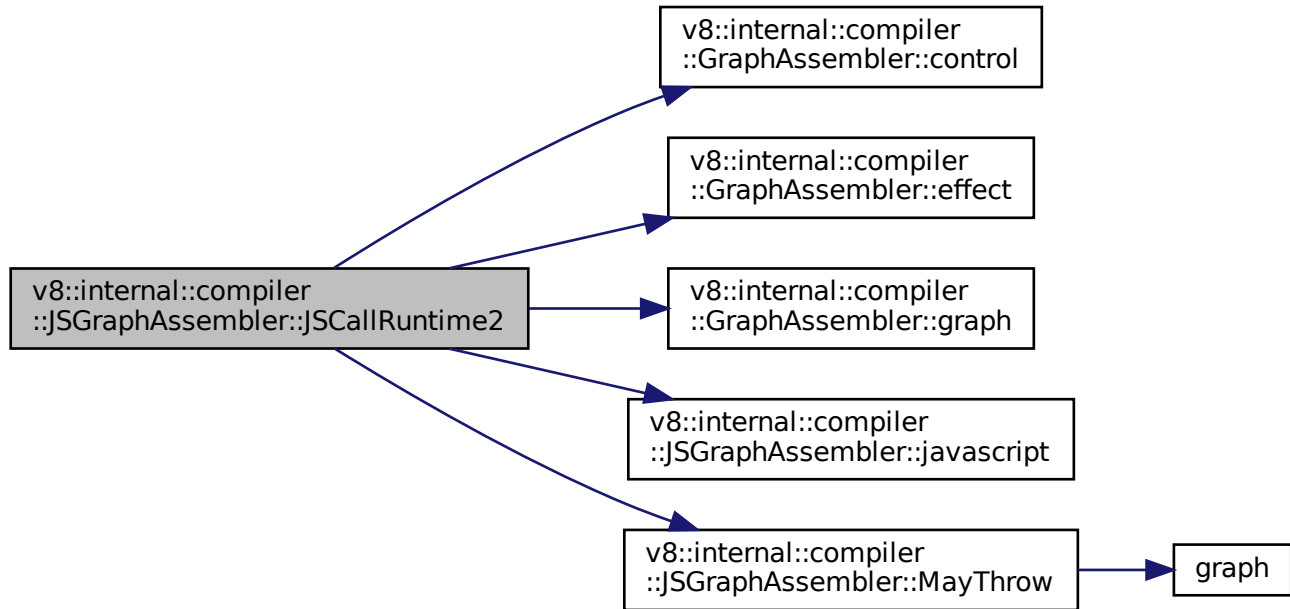 v8::internal::compiler
::JSGraphAssembler::JSCallRuntime2
v8::internal::compiler
::GraphAssembler::control
v8::internal::compiler
::GraphAssembler::effect
v8::internal::compiler
::GraphAssembler::graph
v8::internal::compiler
::JSGraphAssembler::javascript
v8::internal::compiler
::JSGraphAssembler::MayThrow
graph